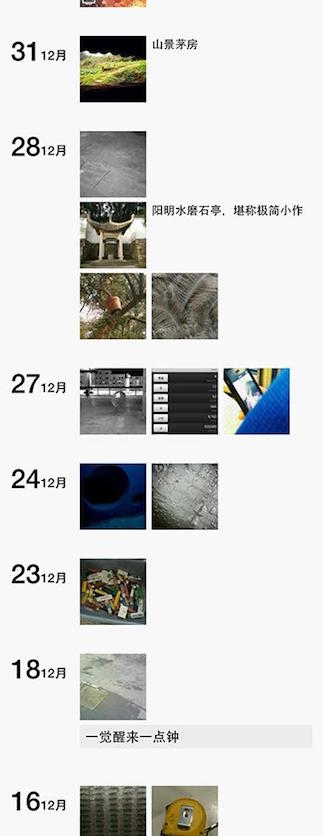 31 12月
山景茅房
28 12月
阳明水磨石亭，堪称极简小作
27 12月
24 12月
23 12月
18 12月
一觉醒来一点钟
16 12月